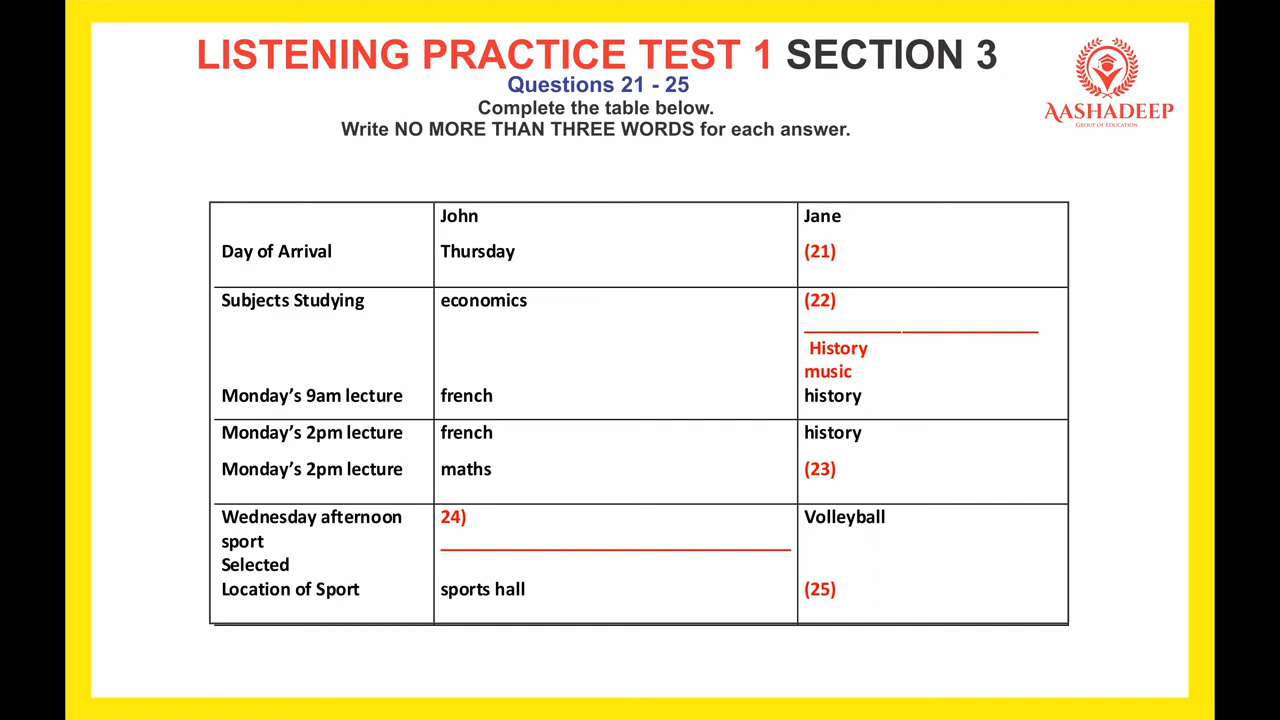 LISTENING PRACTICE TEST 1 SECTION 3
Questions 21 - 25
Complete the table below.
Write NO MORE THAN THREE WORDS for each answer.
AASHADEEP
GROUP OF EDUCATION
John Jane
Day of Arrival Thursday (21)
Subjects Studying economics (22)
History
music
Monday’s 9am lecture french history
Monday’s 2pm lecture french history
Monday’s 2pm lecture maths (23)
Wednesday afternoon 24) Volleyball
sport
Selected
Location of Sport sports hall (25)